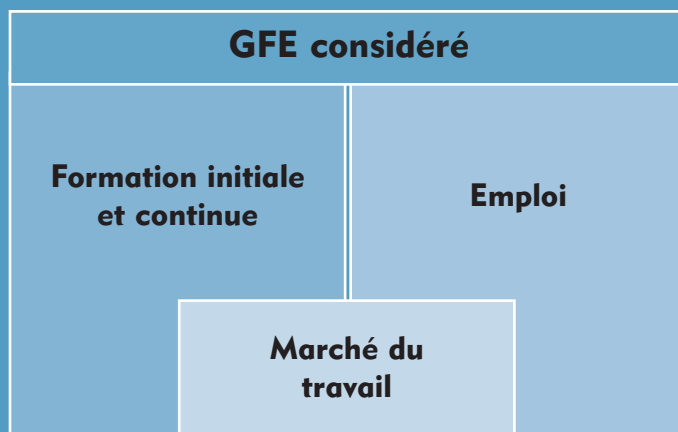 GFE considéré
Formation initiale
et continue
Emploi
Marché du
travail